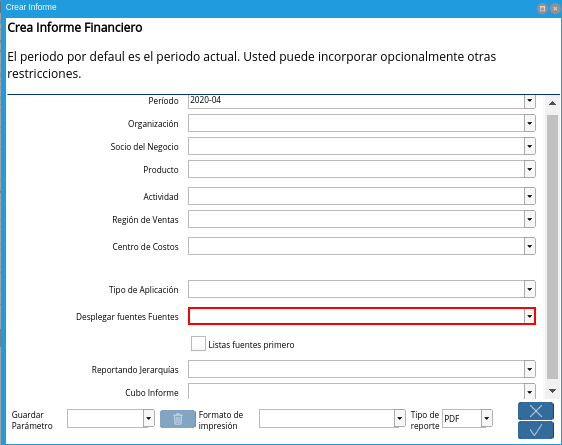 Crear Informe
Crea Informe Financiero
El periodo por defaul es el periodo actual. Usted puede incorporar opcionalmente otras
restricciones.
Período 2020-04
Organización
Socio del Negocio
Producto
Actividad
Región de Ventas
Centro de Costos
Tipo de Aplicación
Desplegar fuentes Fuentes
Listas fuentes primero
Reportando Jerarquías
Cubo Informe
Guardar
Parámetro
Formato de
impresión
Tipo de
reporte
PDF